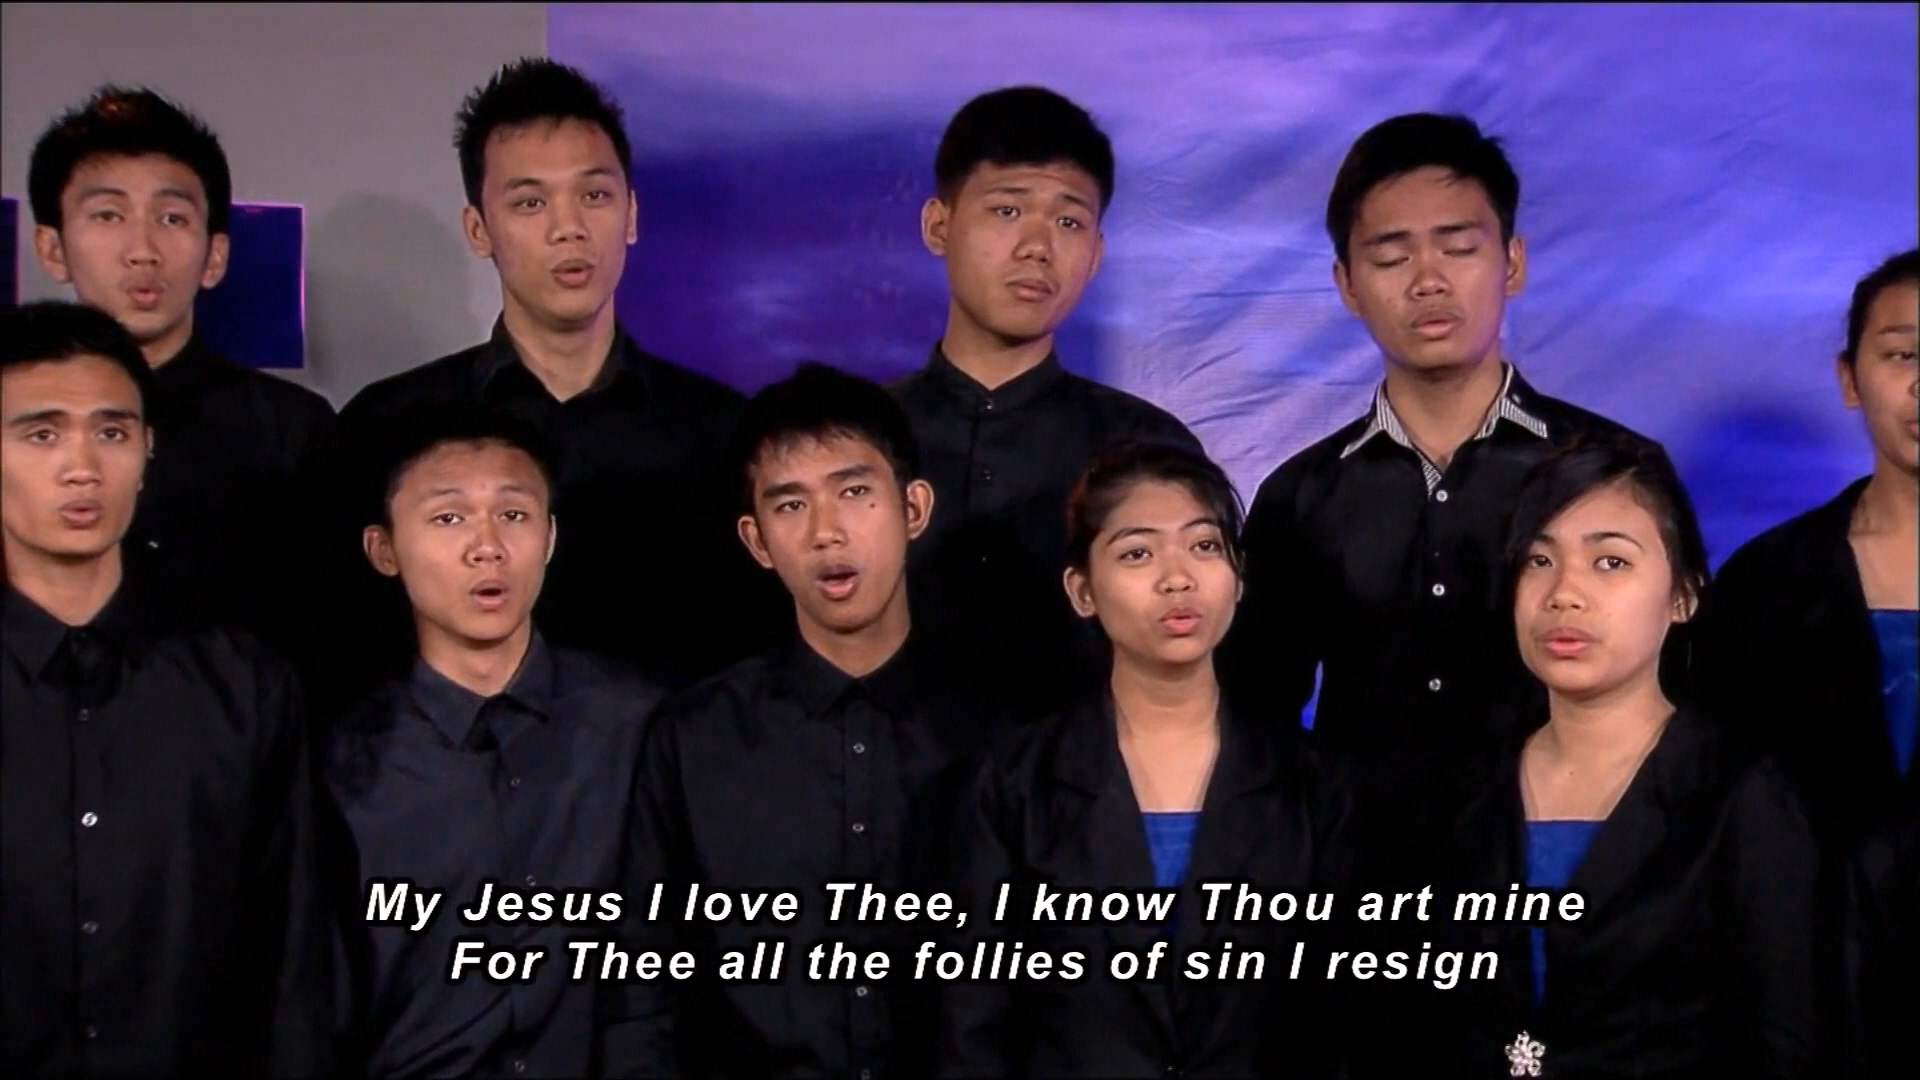 My Jesus I love Thee, I know Thou art mine
For Thee all the follies of sin I resign